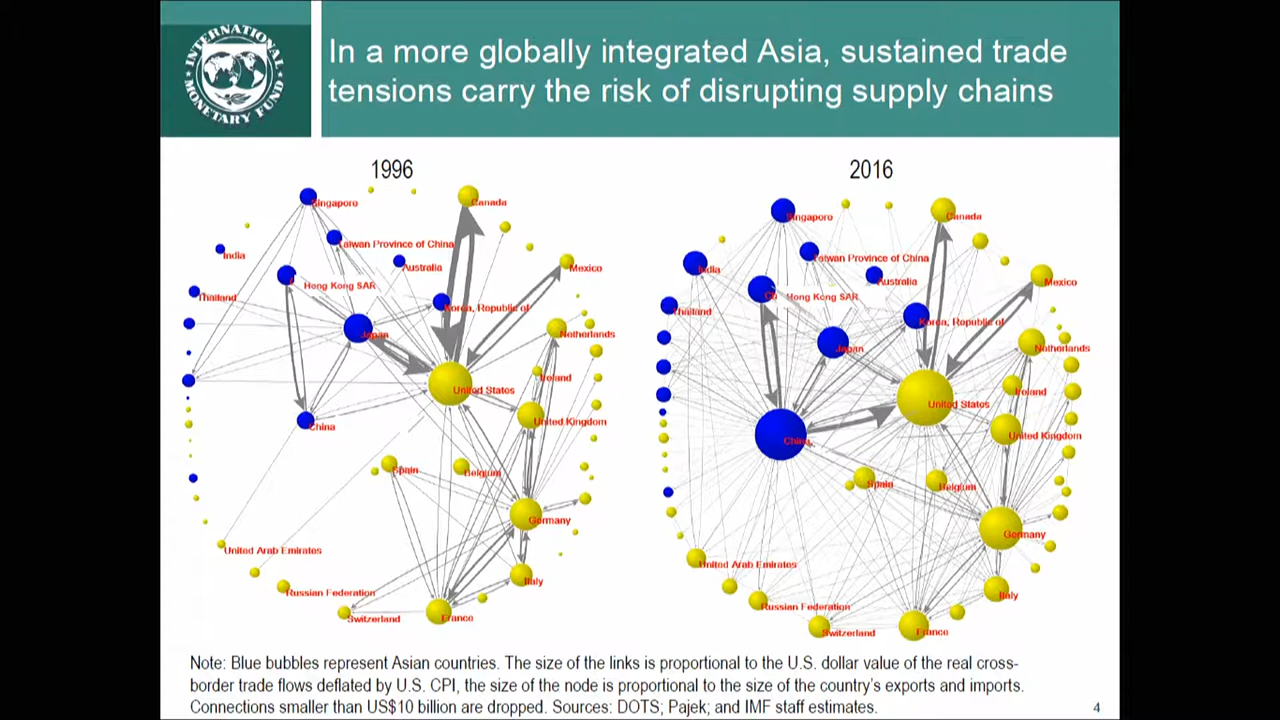 INTERNATIONAL
MONETARY FUND
In a more globally integrated Asia, sustained trade
tensions carry the risk of disrupting supply chains
1996
Singaporo
Canada
Taiwan Province of China
India
Australia
Mexico
Hong Kong SAR
Thailand
Korea, Republic of
Japan
Netherlands
Ireland
United States
United Kingdom
China
Spain
Belgium
Germany
United Arab Emirates
Italy
Russian Federation
Switzerland
France
2016
Singaporo
Canada
Taiwan Province of China
India
Australia
Mexico
Hong Kong SAR
Thailand
Korea, Republic of
Japan
Netherlands
Ireland
United States
United Kingdom
China
Spain
Belgium
Germany
United Arab Emirates
Italy
Russian Federation
Switzerland
France
Note: Blue bubbles represent Asian countries. The size of the links is proportional to the U.S. dollar value of the real cross-
border trade flows deflated by U.S. CPI, the size of the node is proportional to the size of the country's exports and imports.
Connections smaller than US$10 billion are dropped. Sources: DOTS; Pajek; and IMF staff estimates.
4